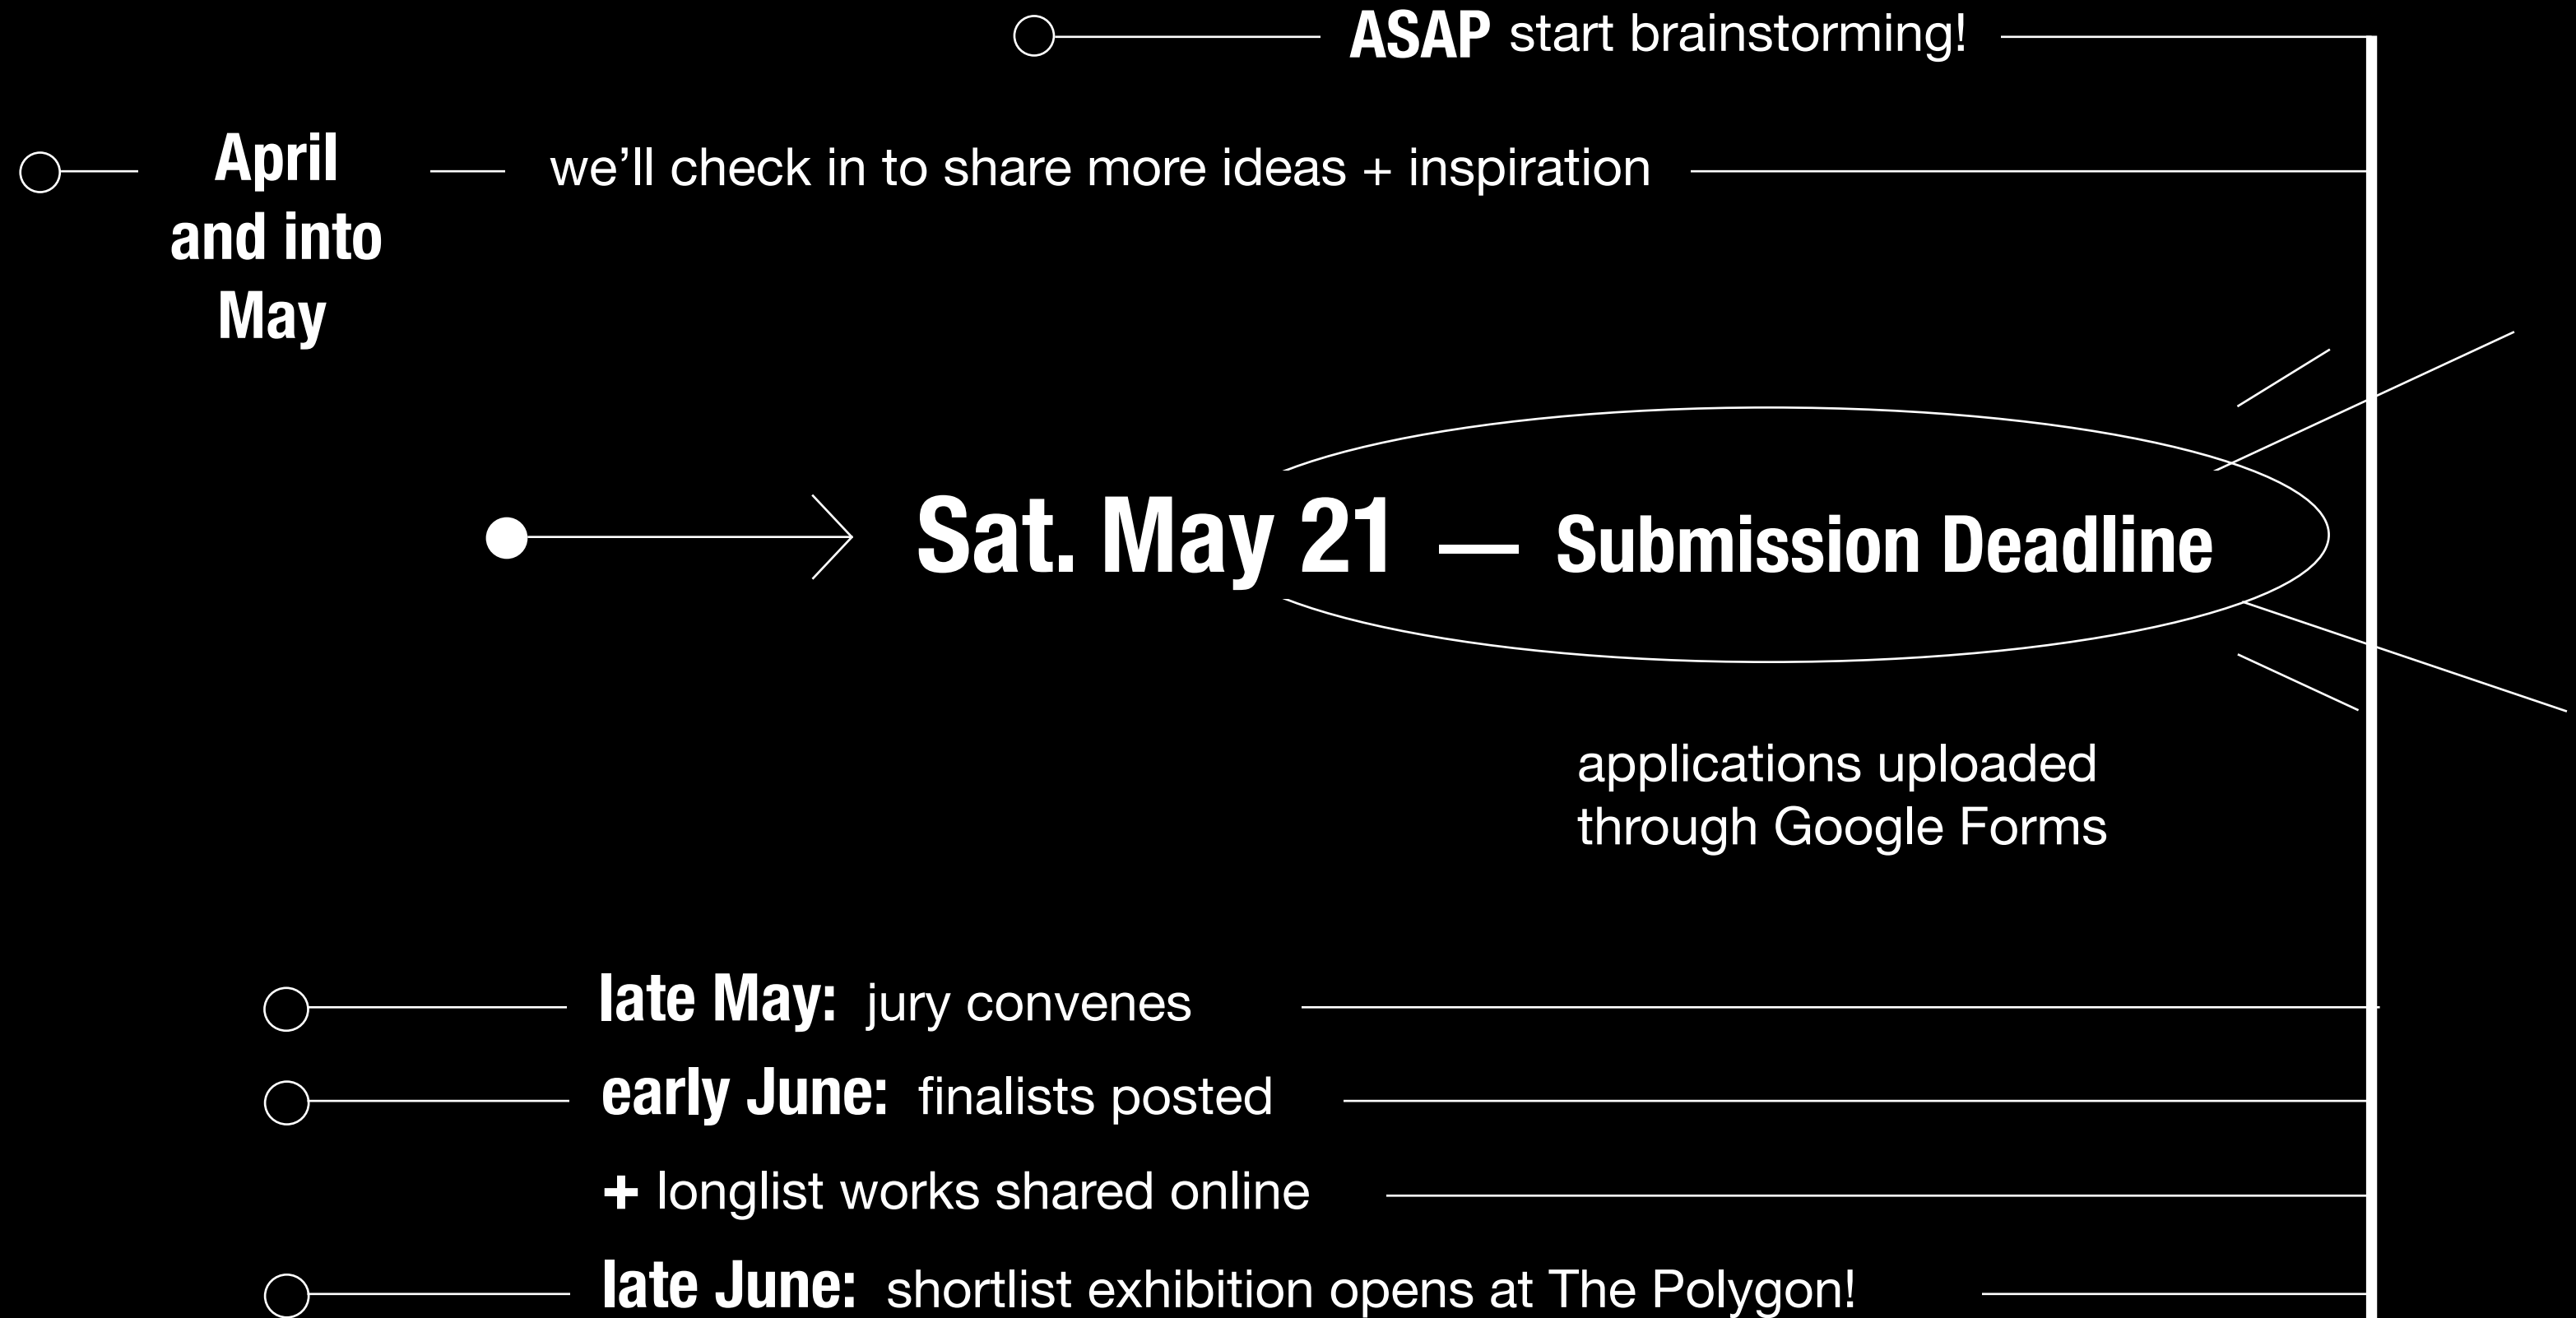 ASAP start brainstorming!
April — we’ll check in to share more ideas + inspiration
and into
May
Sat. May 21 — Submission Deadline
applications uploaded
through Google Forms
late May: jury convenes
early June: finalists posted
+ longlist works shared online
late June: shortlist exhibition opens at The Polygon!